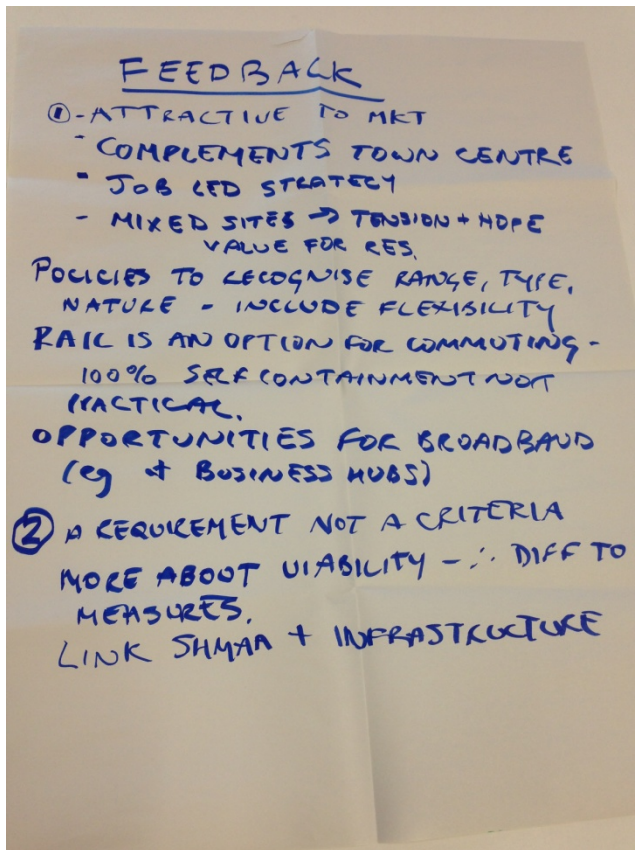 FEEDBACK
① - ATTRACTIVE TO MKT
- COMPLEMENTS TOWN CENTRE
- JOB LED STRATEGY
- MIXED SITES → TENSION + HOPE
VALUE FOR RES.
POLICIES TO RECOGNISE RANGE, TYPE,
NATURE - INCLUDE FLEXIBILITY
RAIL IS AN OPTION FOR COMMUTING -
100% SELF CONTAINMENT NOT
PRACTICAL.
OPPORTUNITIES FOR BROADBAND
(eg + BUSINESS HUBS)
② A REQUIREMENT NOT A CRITERIA
MORE ABOUT VIABILITY - ∴ DIFF TO
MEASURES.
LINK SHMAA + INFRASTRUCTURE